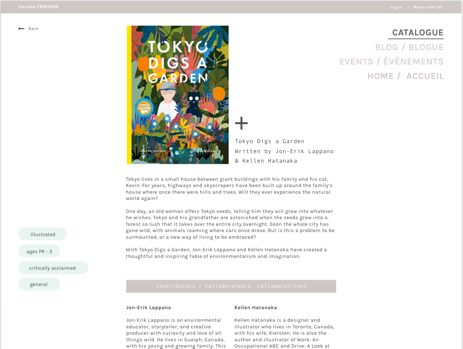 Canada TAMARAK
Log In | Make a PDF (0)
Back
CATALOGUE
BLOG / BLOGUE
EVENTS / ÉVÈNEMENTS
HOME / ACCUEIL
TOKYO
DIGS A
GARDEN
+
Tokyo Digs a Garden
Written by Jon-Erik Lappano
& Kellen Hatanaka
Tokyo lives in a small house between giant buildings with his family and his cat,
Kevin. For years, highways and skyscrapers have been built up around the family's
house where once there were hills and trees. Will they ever experience the natural
world again?
One day, an old woman offers Tokyo seeds, telling him they will grow into whatever
he wishes. Tokyo and his grandfather are astonished when the seeds grow into a
forest so lush that it takes over the entire city overnight. Soon the whole city has
gone wild, with animals roaming where cars once drove. But is this a problem to be
surmounted, or a new way of living to be embraced?
With Tokyo Digs a Garden, Jon-Erik Lappano and Kellen Hatanaka have created a
thoughtful and inspiring fable of environmentalism and imagination.
illustrated
ages PK - 3
critically acclaimed
general
Contributors / Collaborateurs, collaboratrices
Jon-Erik Lappano
Jon-Erik Lappano is an environmental
educator, storyteller, and creative
producer with curiosity and love of all
things wild. He lives in Guelph, Canada,
with his young and growing family. This
Kellen Hatanaka
Kellen Hatanaka is a designer and
illustrator who lives in Toronto, Canada,
with his wife, Kiersten. He is also the
author and illustrator of Work: An
Occupational ABC and Drive: A Look at